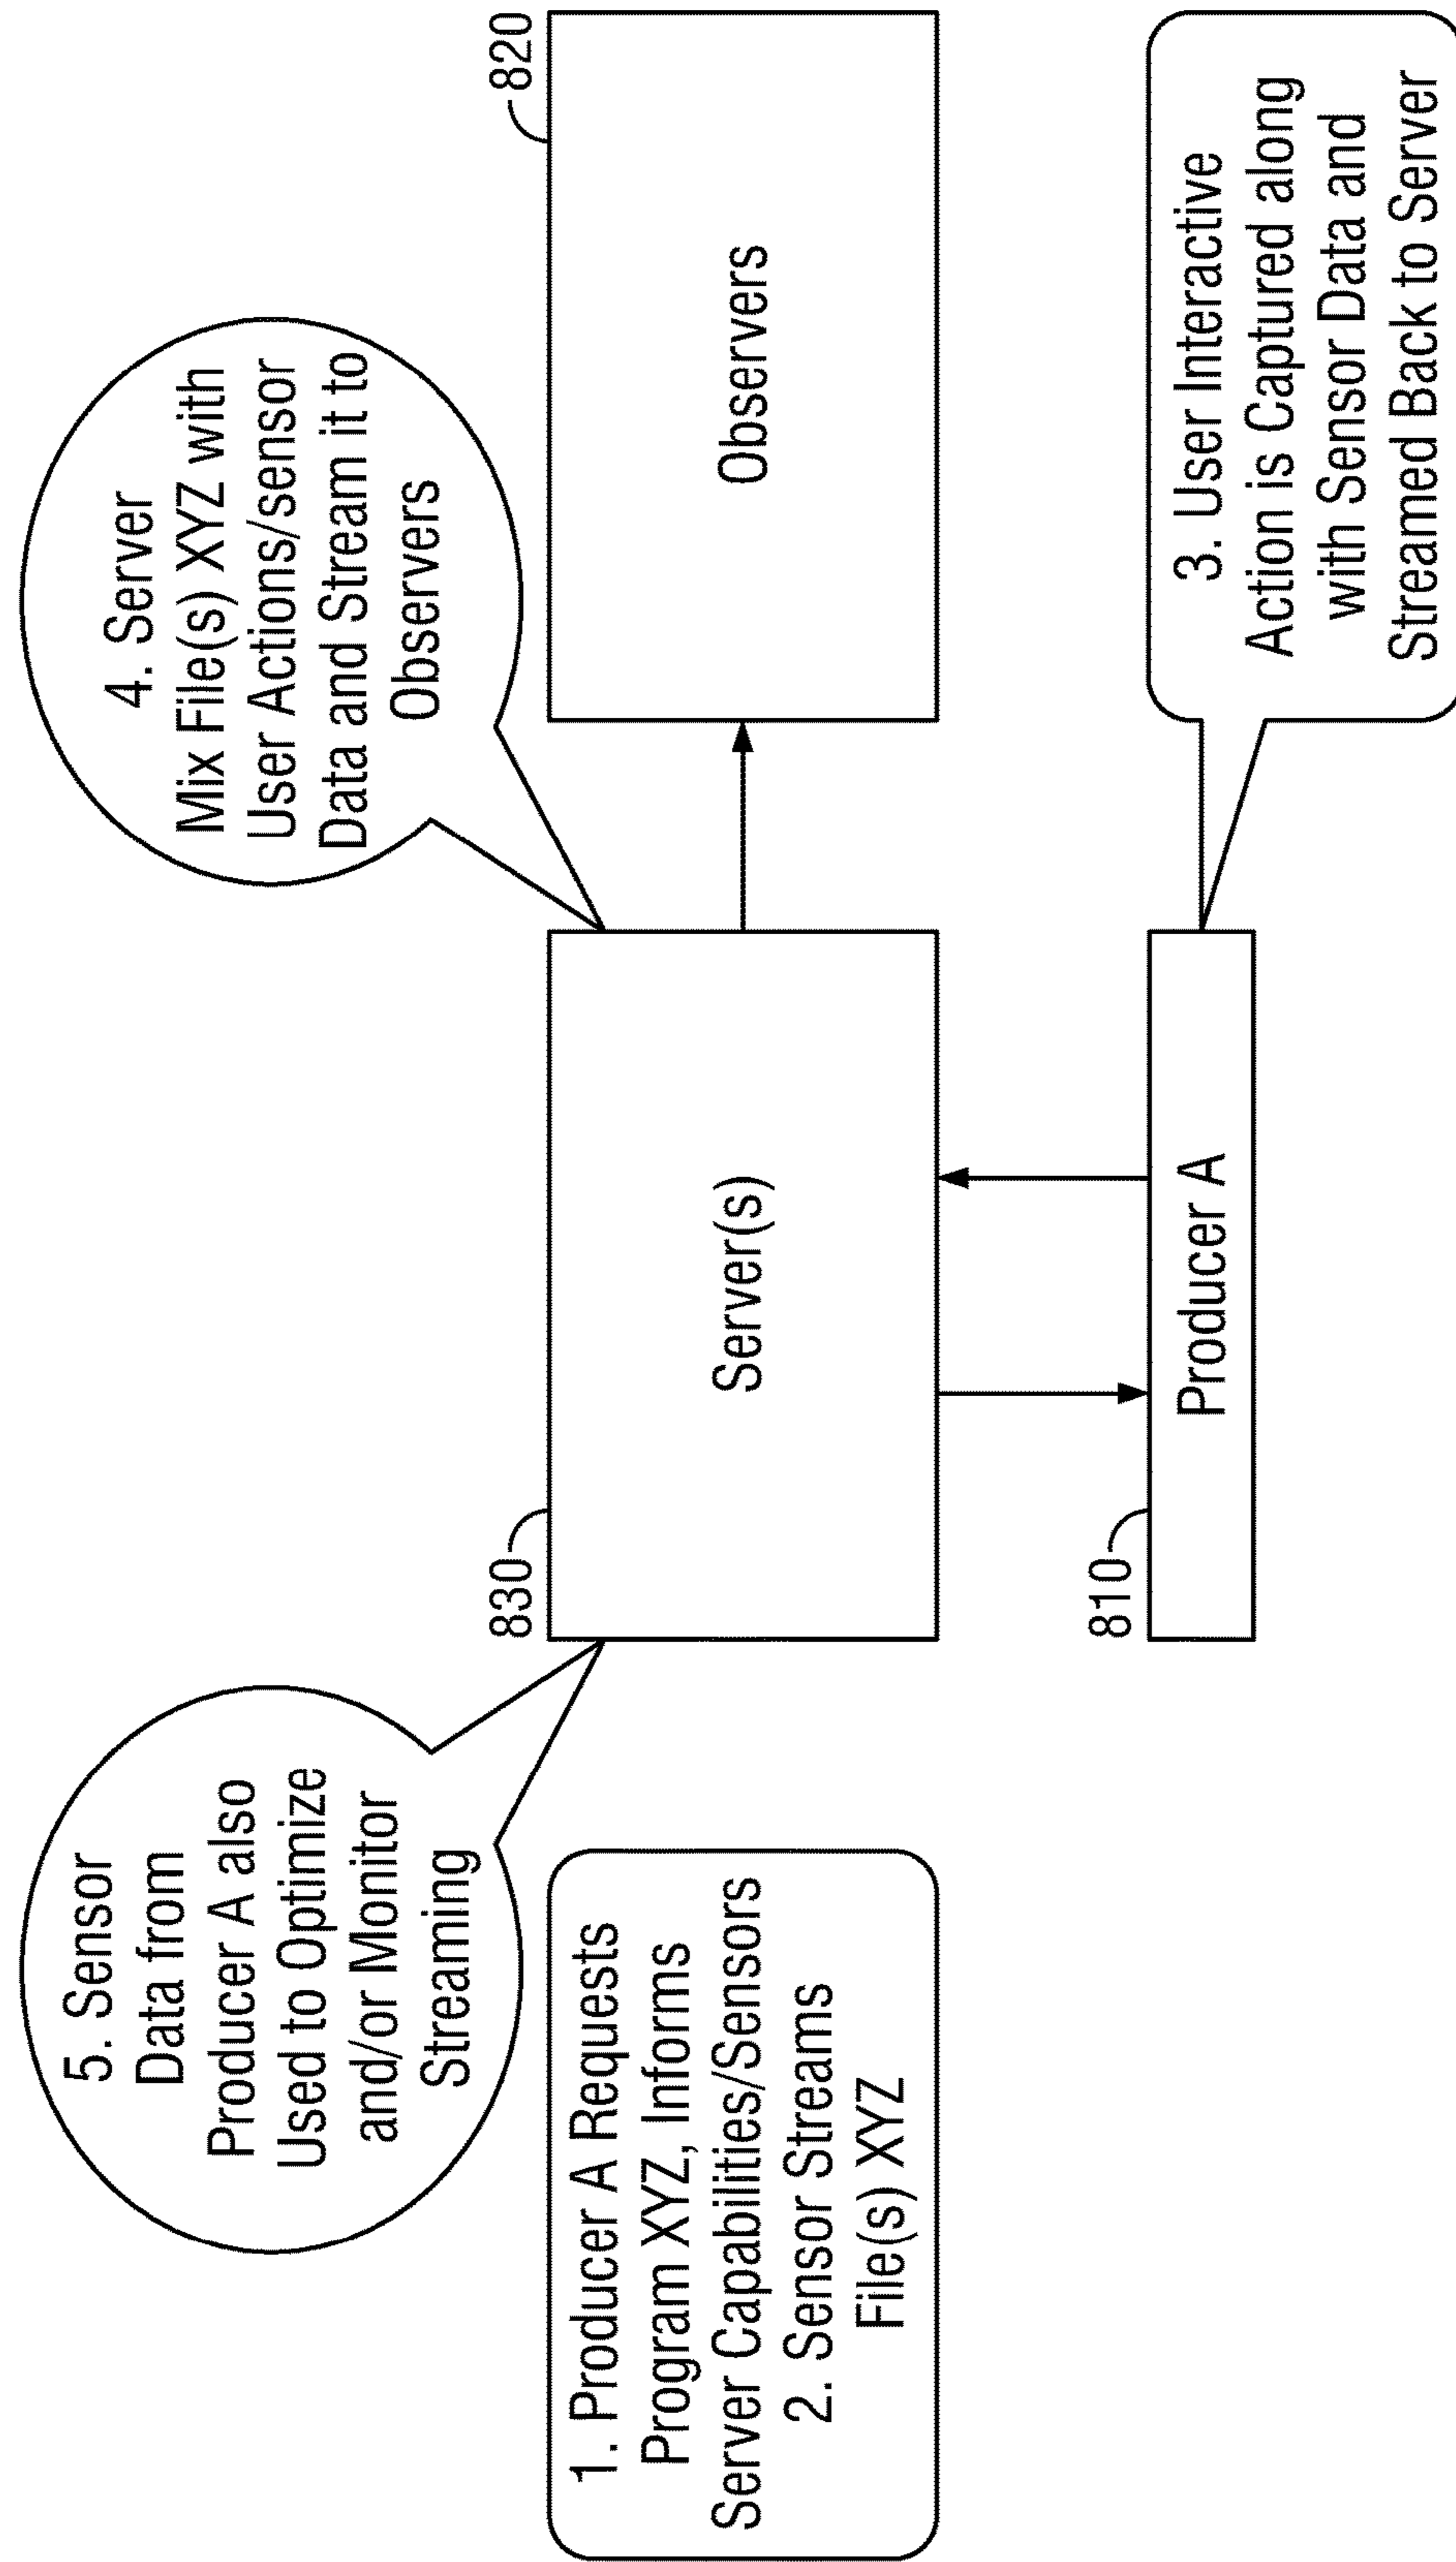 5. Sensor
Data from
Producer A also
Used to Optimize
and/or Monitor
Streaming
4. Server
Mix File(s) XYZ with
User Actions/sensor
Data and Stream it to
Observers
1. Producer A Requests
Program XYZ, Informs
Server Capabilities/Sensors
2. Sensor Streams
File(s) XYZ
830
Server(s)
820
Observers
810
Producer A
3. User Interactive
Action is Captured along
with Sensor Data and
Streamed Back to Server